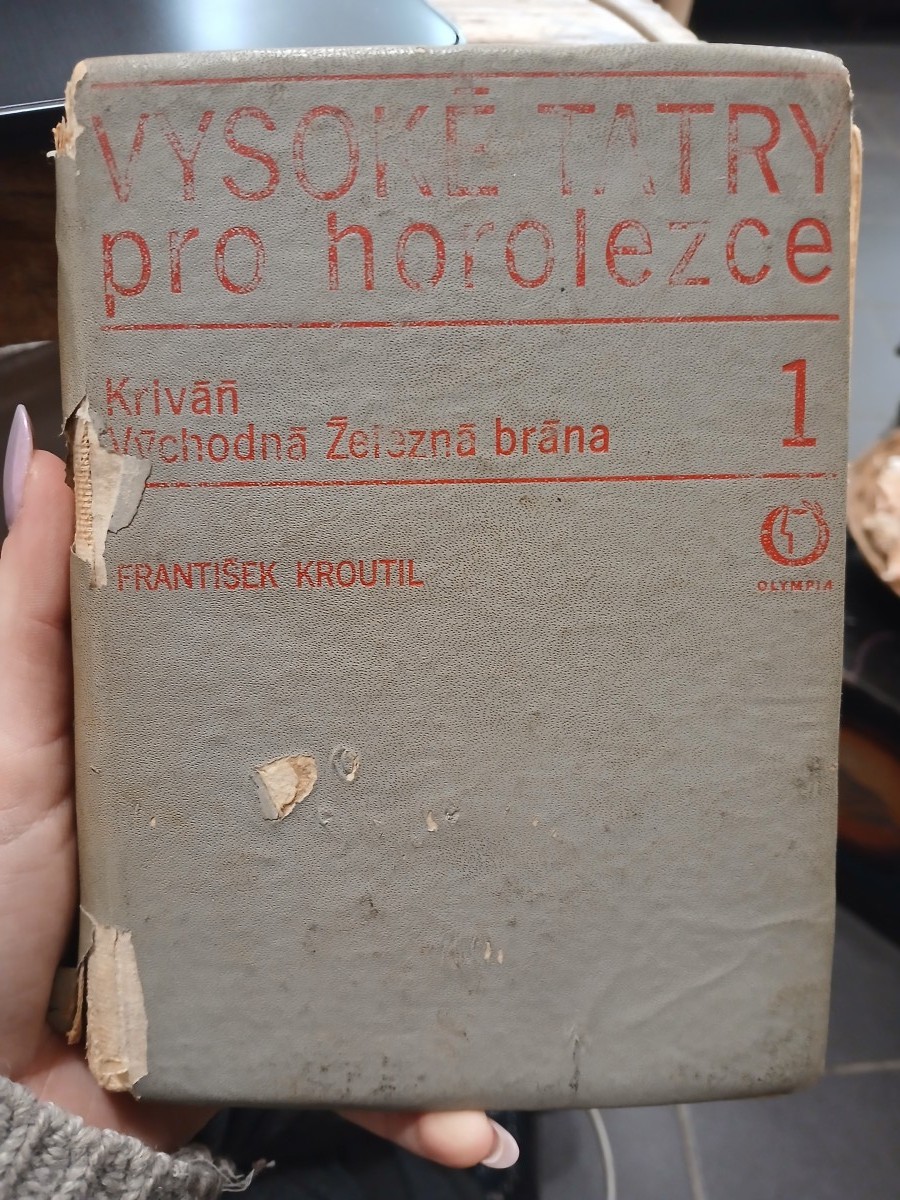 VYSOKÉ TATRY
pro horolezce
Kriváň
Východná Železná brána
1
FRANTIŠEK KROUTIL
OLYMPIA